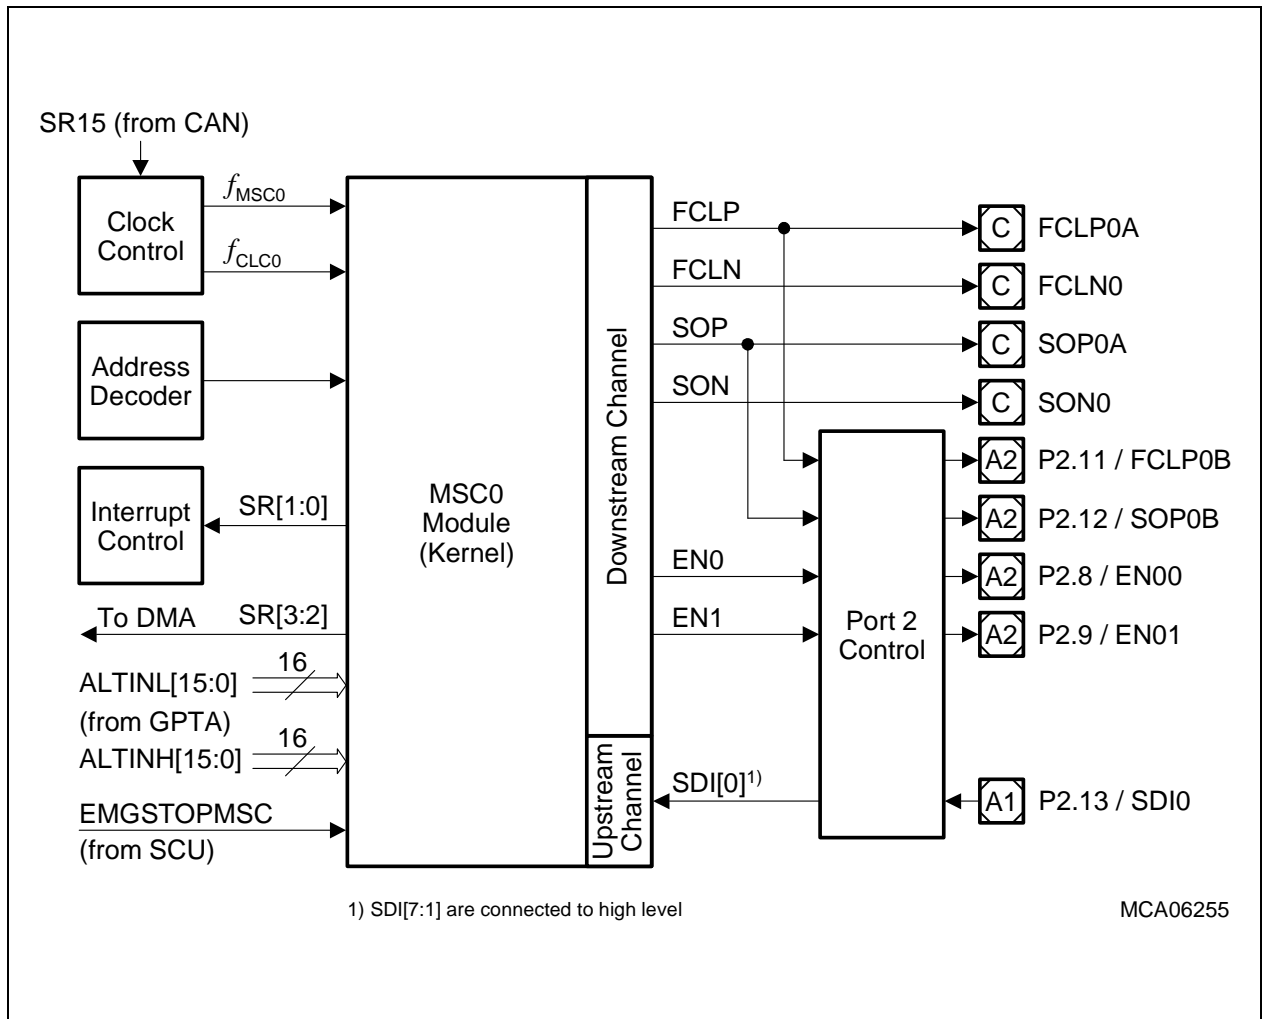 SR15 (from CAN)
Clock
Control
fMSC0
fCLC0
Address
Decoder
Interrupt
Control
SR[1:0]
To DMA
SR[3:2]
ALTINL[15:0]
16
(from GPTA)
ALTINH[15:0]
16
EMGSTOPMSC
(from SCU)
MSC0
Module
(Kernel)
Downstream Channel
Upstream
Channel
FCLP
FCLN
SOP
SON
EN0
EN1
SDI[0]1)
Port 2
Control
C FCLP0A
C FCLN0
C SOP0A
C SON0
A2 P2.11 / FCLP0B
A2 P2.12 / SOP0B
A2 P2.8 / EN00
A2 P2.9 / EN01
A1 P2.13 / SDI0
1) SDI[7:1] are connected to high level
MCA06255